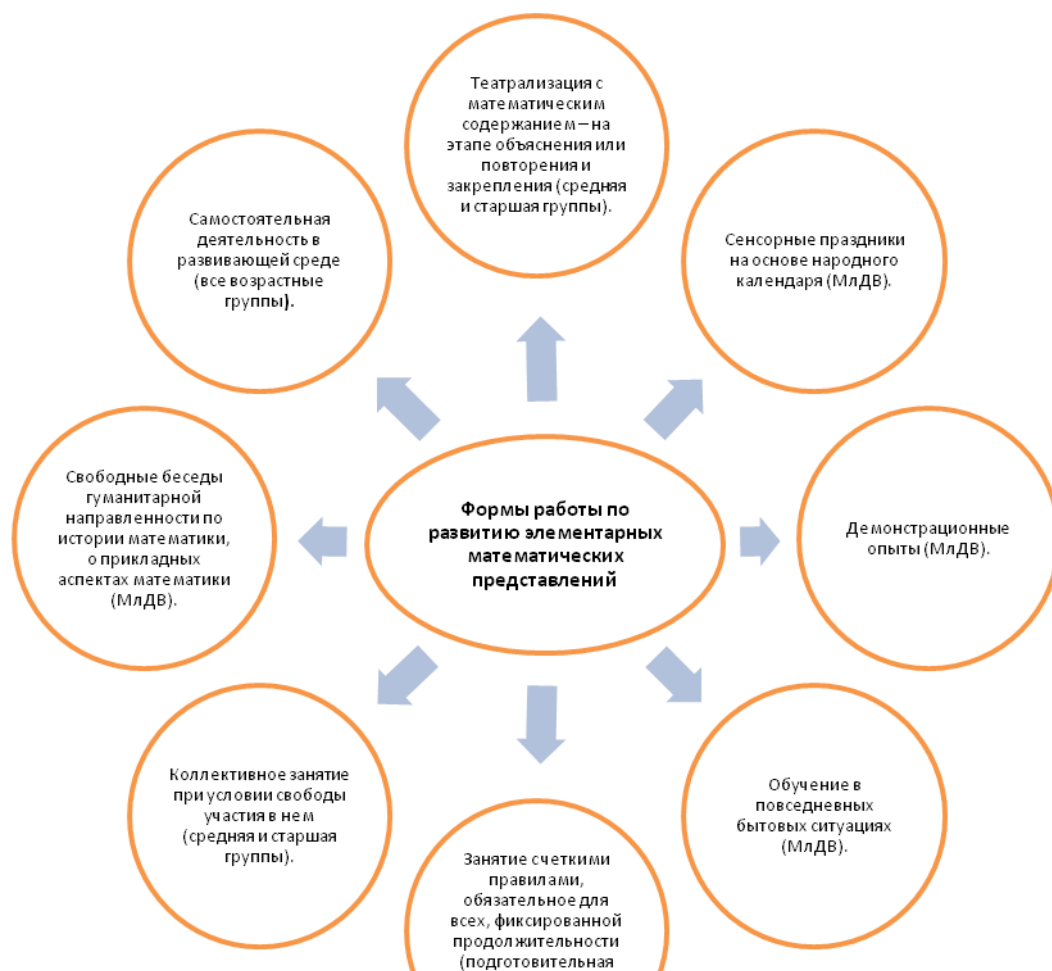 Театрализация с
математическим
содержанием – на
этапе объяснения или
повторения и
закрепления (средняя
и старшая группы).
Сенсорные праздники
на основе народного
календаря (МлДВ).
Демонстрационные
опыты (МлДВ).
Обучение в
повседневных
бытовых ситуациях
(МлДВ).
Занятие с четкими
правилами,
обязательное для
всех, фиксированной
продолжительности
(подготовительная
Коллективное занятие
при условии свободы
участия в нем
(средняя и старшая
группы).
Свободные беседы
гуманитарной
направленности по
истории математики,
о прикладных
аспектах математики
(МлДВ).
Самостоятельная
деятельность в
развивающей среде
(все возрастные
группы).
Формы работы по
развитию элементарных
математических
представлений